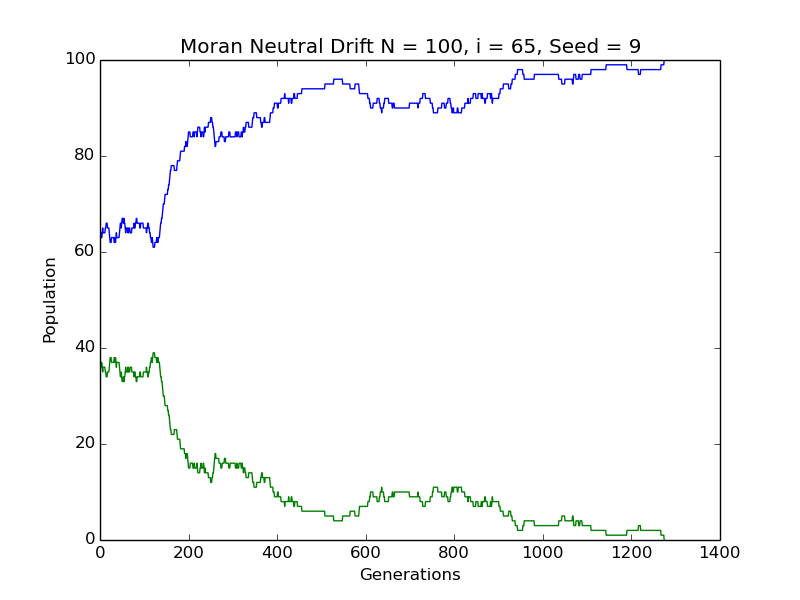 Moran Neutral Drift N = 100, i = 65, Seed = 9
100
80
60
40
20
0
Population
0 200 400 600 800 1000 1200 1400
Generations